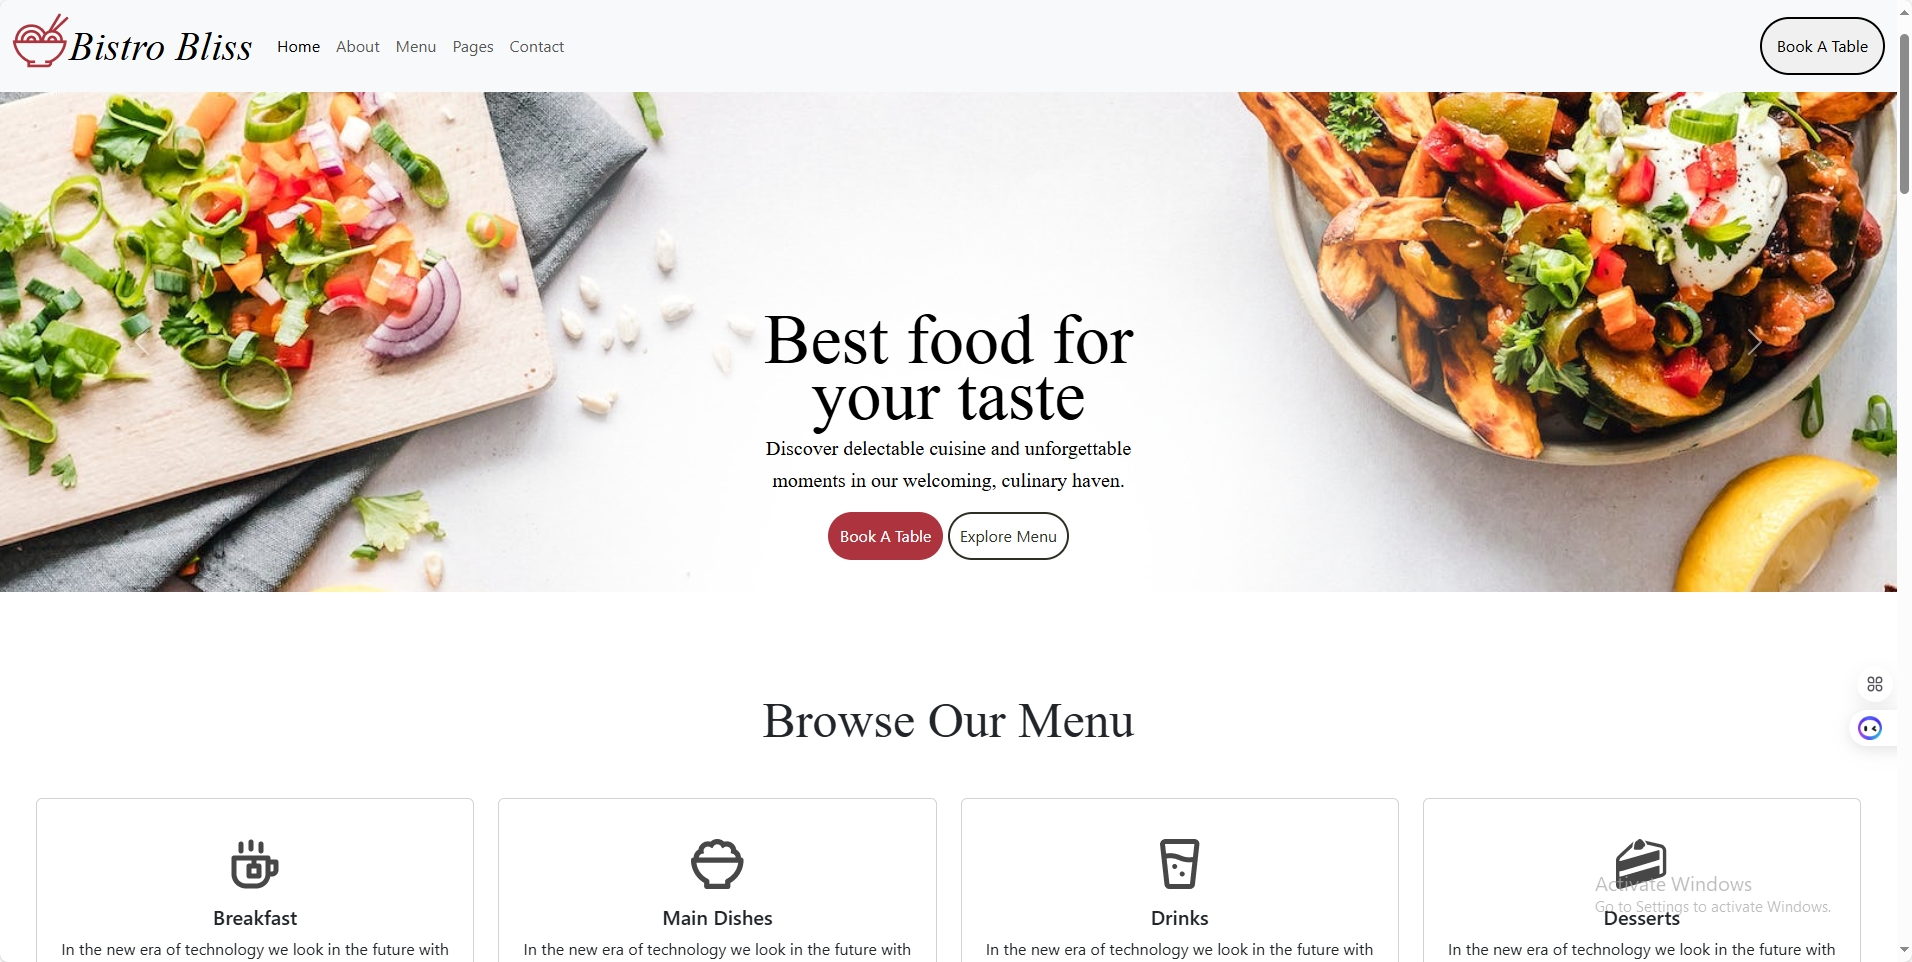 Bistro Bliss
Home About Menu Pages Contact
Book A Table
Best food for
your taste
Discover delectable cuisine and unforgettable
moments in our welcoming, culinary haven.
Book A Table Explore Menu
Browse Our Menu
Breakfast
In the new era of technology we look in the future with
Main Dishes
In the new era of technology we look in the future with
Drinks
In the new era of technology we look in the future with
Desserts
In the new era of technology we look in the future with
Activate Windows
Go to Settings to activate Windows.